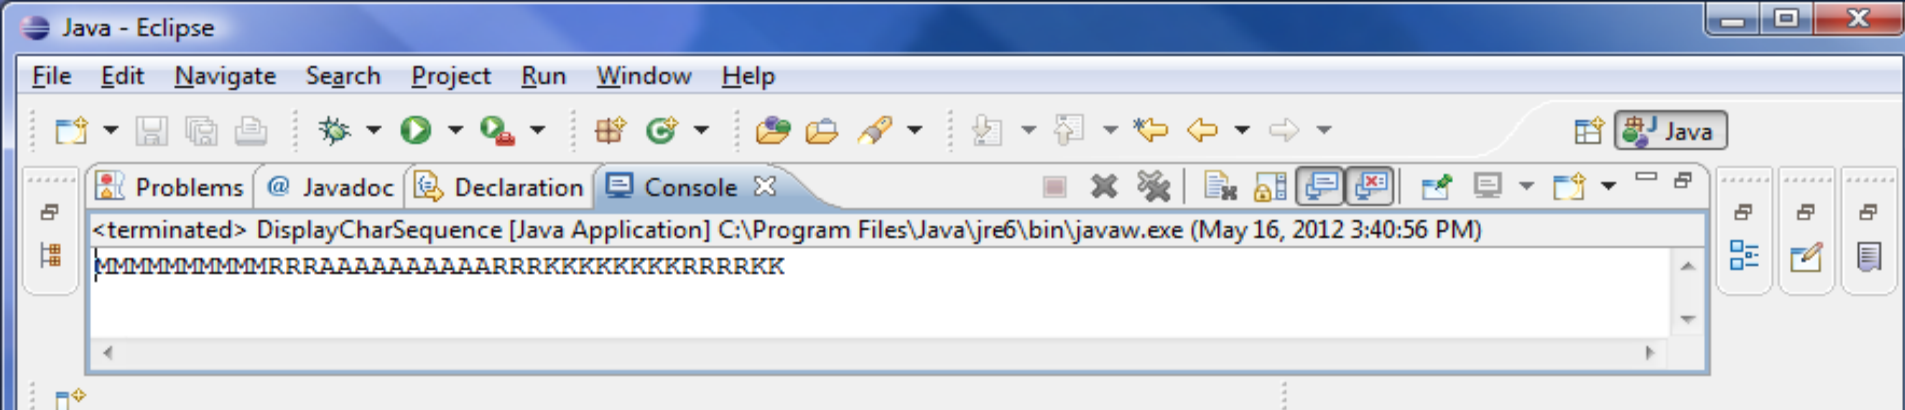 Java - Eclipse
File Edit Navigate Search Project Run Window Help
Java
Problems @ Javadoc Declaration Console
<terminated> DisplayCharSequence [Java Application] C:\Program Files\Java\jre6\bin\javaw.exe (May 16, 2012 3:40:56 PM)
MMMMMMMMMMRRRAAAAAAAAAARRRKKKKKKKKRRRRKK